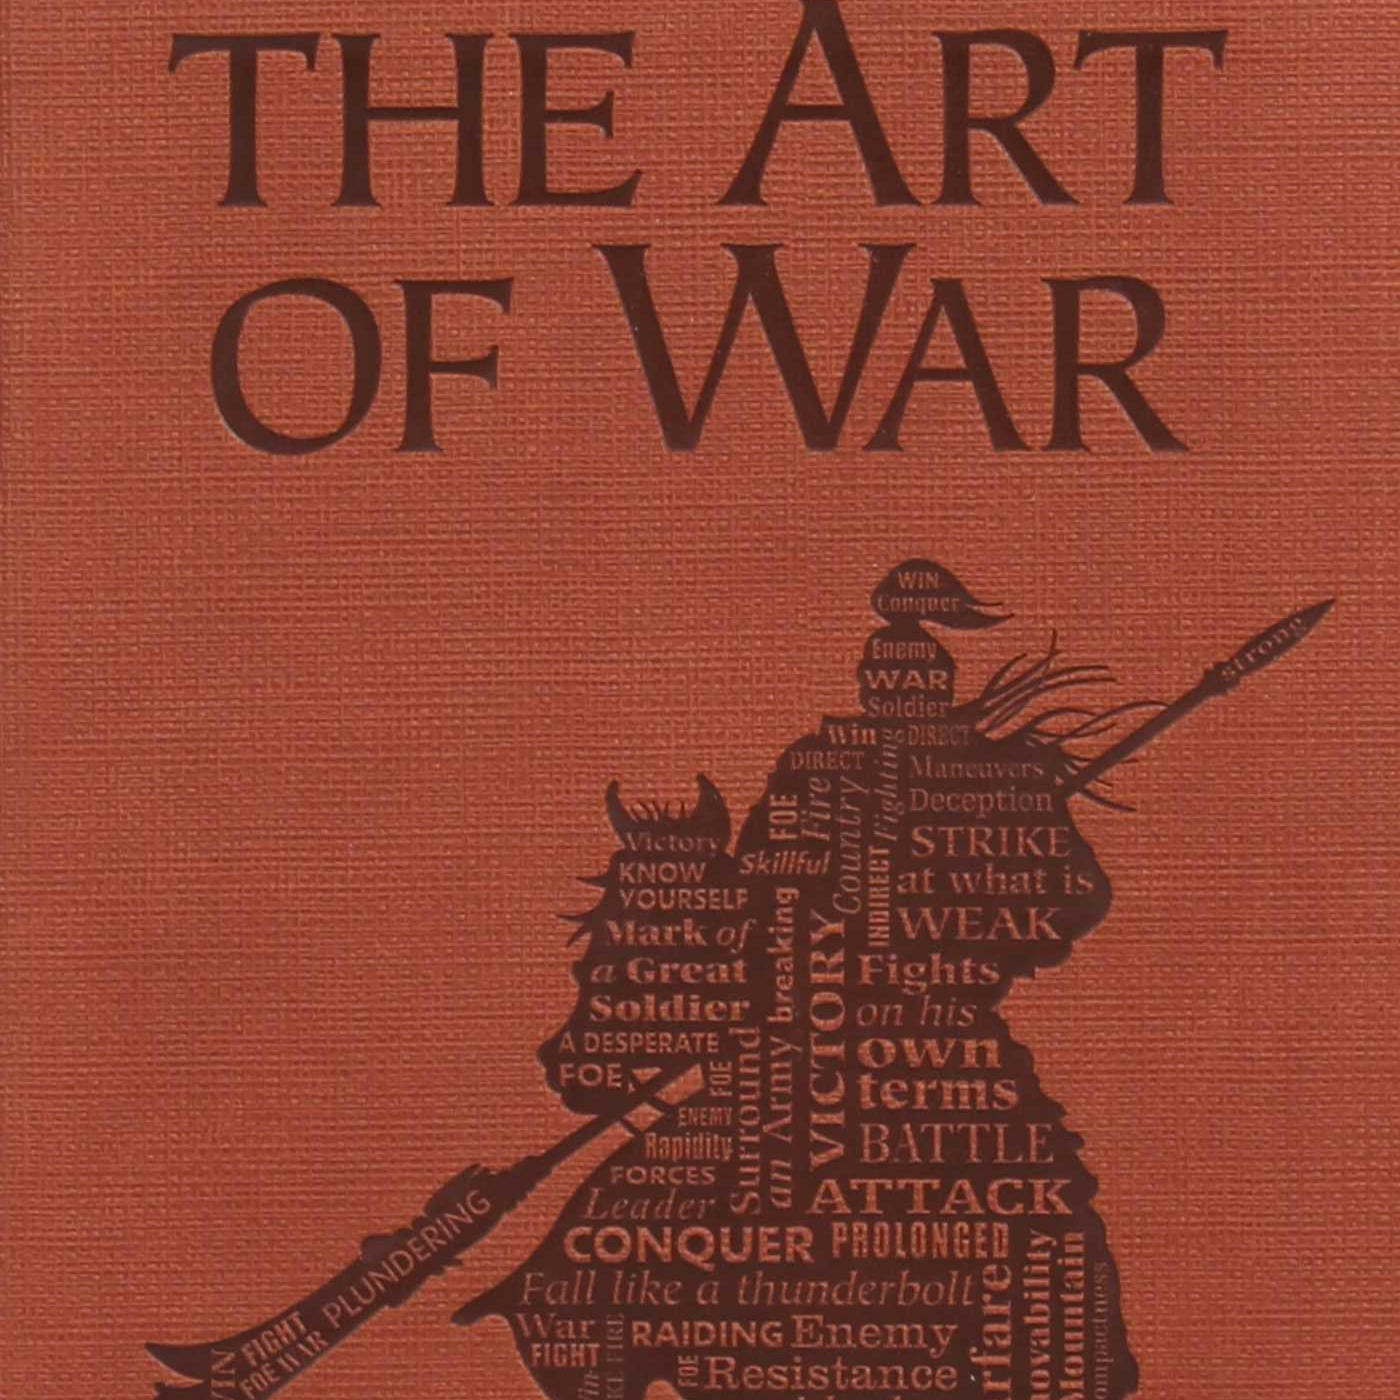 THE ART
OF WAR
WIN
Conquer
Enemy
WAR
Soldier
Win
DIRECT
DIRECT
Fighting
Maneuvers
Deception
strong
FOE
Fire
Country
INDIRECT
STRIKE
at what is
WEAK
Victory
KNOW
YOURSELF
Skillful
Mark of
a Great
Soldier
A DESPERATE
FOE
FOE
Surround
an Army breaking
VICTORY
Fights
on his
own
terms
BATTLE
ENEMY
Rapidity
FORCES
Leader
ATTACK
CONQUER
PROLONGED
Fall like a thunderbolt
War
FIGHT
FIRE
RAIDING
Enemy
FOE
Resistance
Mountain
PLUNDERING
FIGHT
FOE WAR